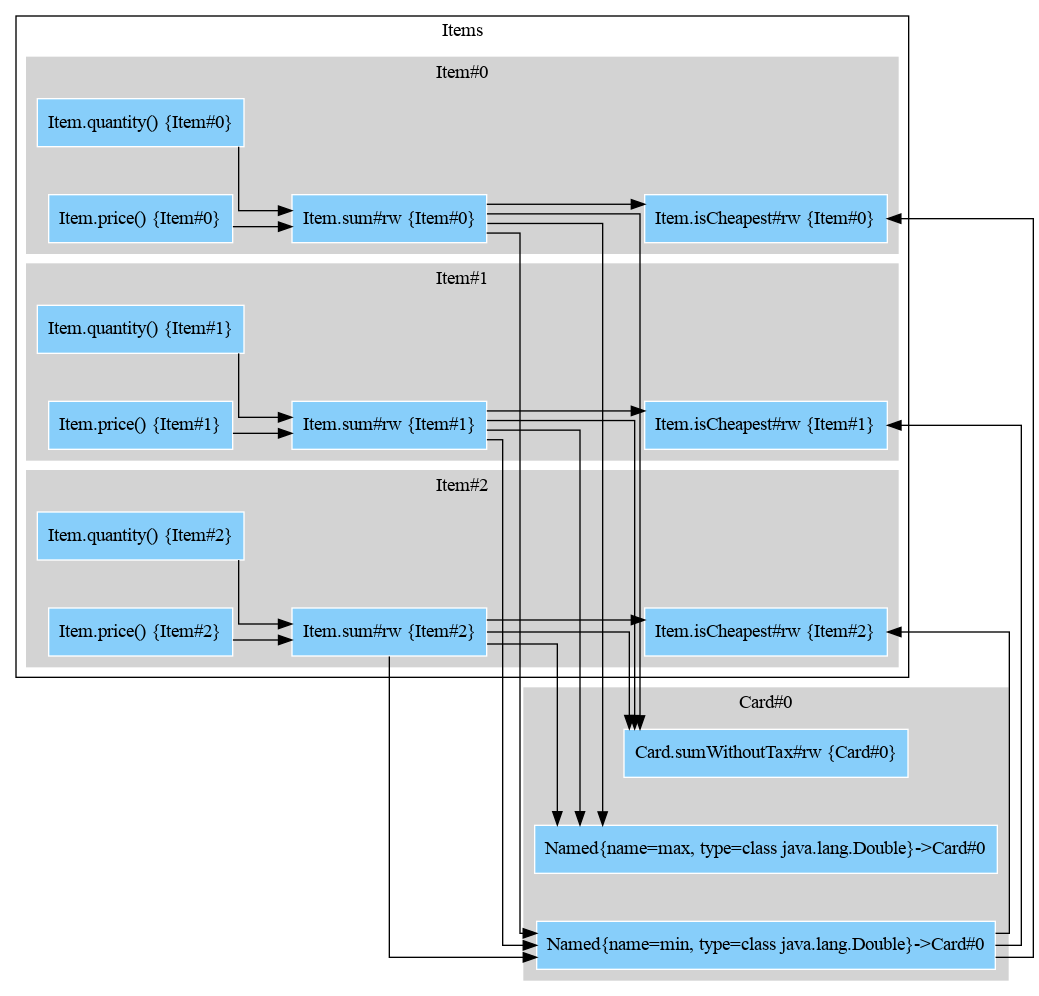 Items
Item#0
Item.quantity() {Item#0}
Item.price() {Item#0}
Item.sum#rw {Item#0}
Item.isCheapest#rw {Item#0}
Item#1
Item.quantity() {Item#1}
Item.price() {Item#1}
Item.sum#rw {Item#1}
Item.isCheapest#rw {Item#1}
Item#2
Item.quantity() {Item#2}
Item.price() {Item#2}
Item.sum#rw {Item#2}
Item.isCheapest#rw {Item#2}
Card#0
Card.sumWithoutTax#rw {Card#0}
Named{name=max, type=class java.lang.Double}->Card#0
Named{name=min, type=class java.lang.Double}->Card#0